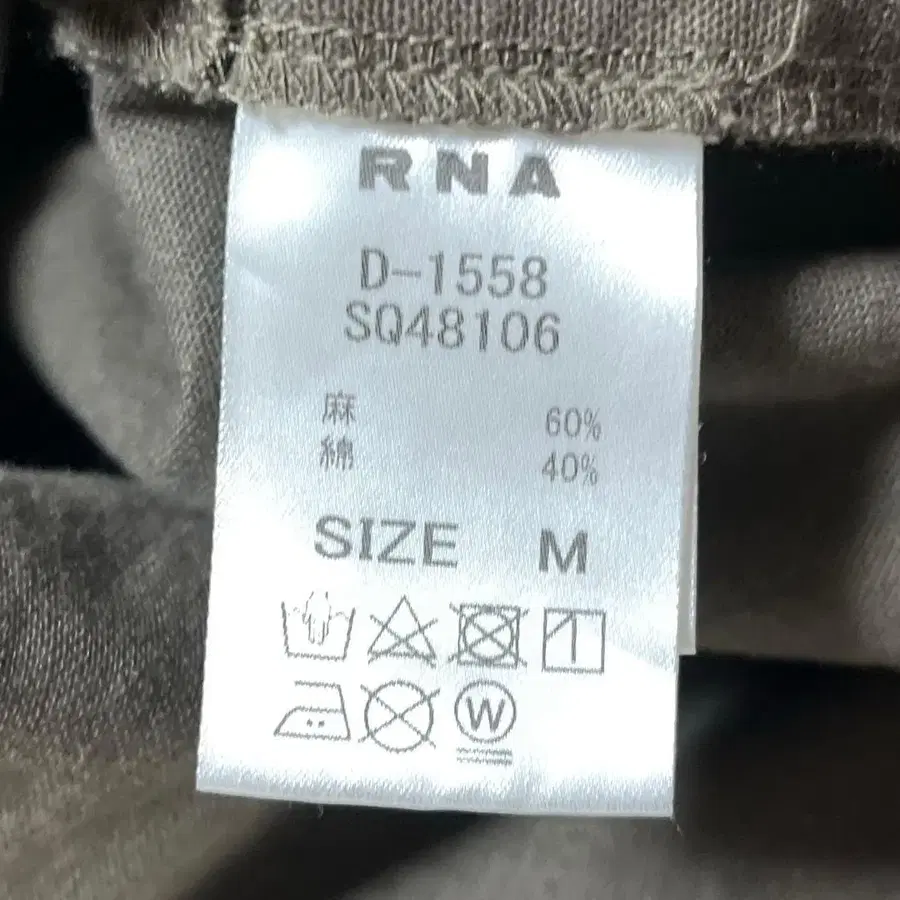 RNA
D-1558
SQ48106
麻 60%
綿 40%
SIZE M
W